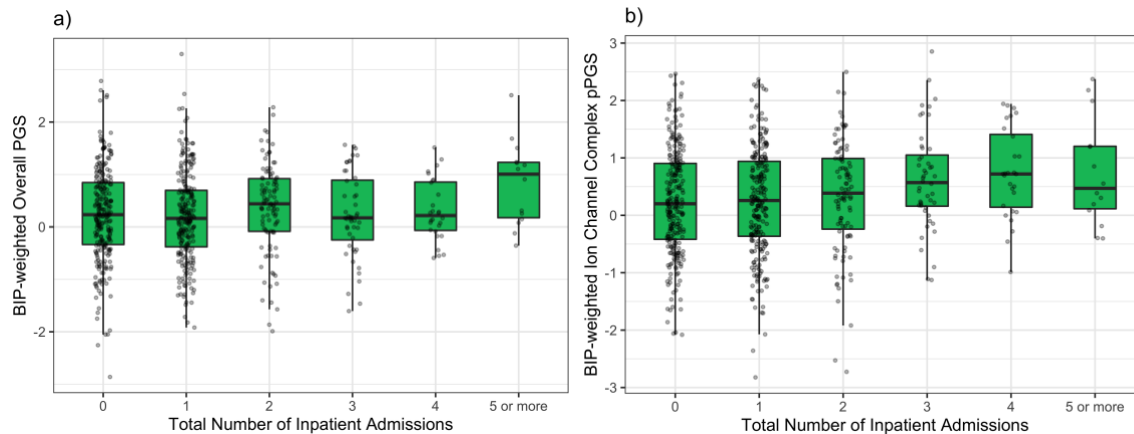 a)
BIP-weighted Overall PGS
2
0
-2
0 1 2 3 4 5 or more
Total Number of Inpatient Admissions
b)
BIP-weighted Ion Channel Complex pPGS
3
2
1
0
-1
-2
-3
0 1 2 3 4 5 or more
Total Number of Inpatient Admissions